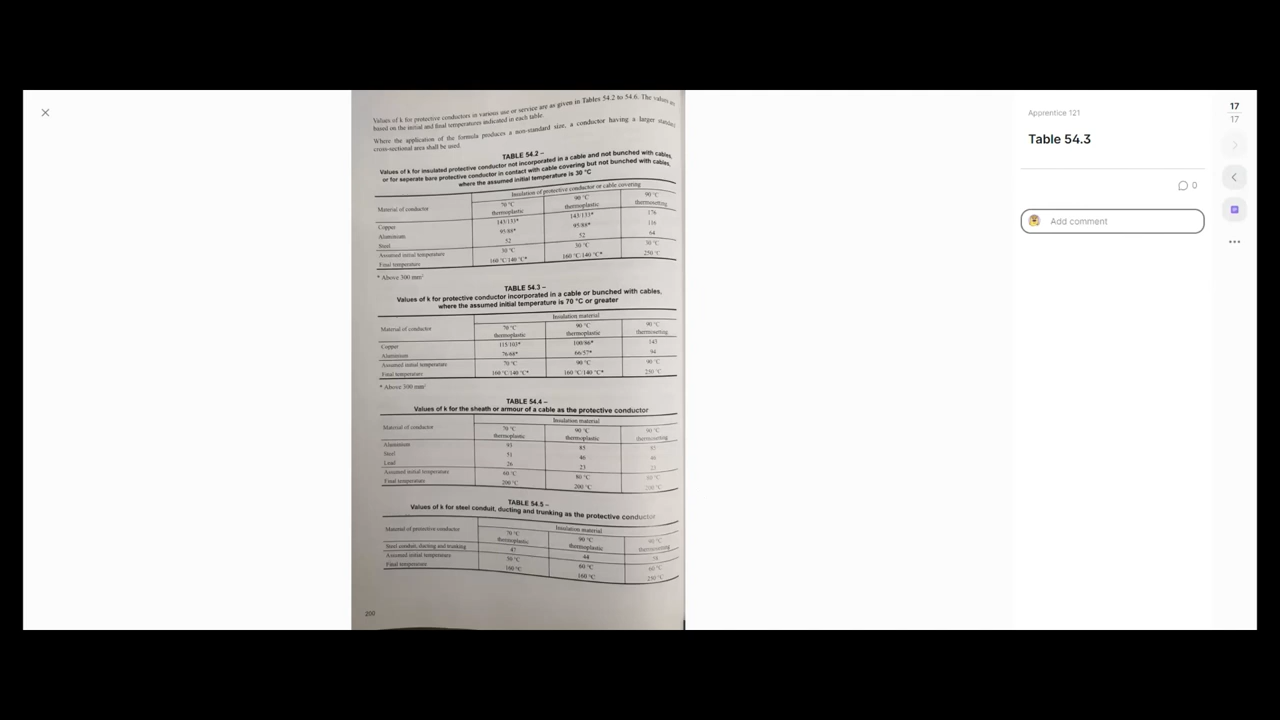 Values of k for protective conductors in various use or service are as given in Tables 54.2 to 54.6. The values are
based on the initial and final temperatures indicated in each table.
Where the application of the formula produces a non-standard size, a conductor having a larger standard
cross-sectional area shall be used.
TABLE 54.2 –
Values of k for insulated protective conductor not incorporated in a cable and not bunched with cables,
or for separate bare protective conductor in contact with cable covering but not bunched with cables,
where the assumed initial temperature is 30 °C
Insulation of protective conductor or cable covering
Material of conductor
70 °C thermoplastic 90 °C thermoplastic 90 °C thermosetting
Copper 143/133* 143/133* 176
Aluminium 95/88* 95/88* 116
Steel 52 52 64
Assumed initial temperature 30 °C 30 °C 30 °C
Final temperature 160 °C/140 °C* 160 °C/140 °C* 250 °C
* Above 300 mm²
TABLE 54.3 –
Values of k for protective conductor incorporated in a cable or bunched with cables,
where the assumed initial temperature is 70 °C or greater
Insulation material
Material of conductor
70 °C thermoplastic 90 °C thermoplastic 90 °C thermosetting
Copper 115/103* 100/86* 143
Aluminium 76/68* 66/57* 94
Assumed initial temperature 70 °C 90 °C 90 °C
Final temperature 160 °C/140 °C* 160 °C/140 °C* 250 °C
* Above 300 mm²
TABLE 54.4 –
Values of k for the sheath or armour of a cable as the protective conductor
Insulation material
Material of conductor
70 °C thermoplastic 90 °C thermoplastic 90 °C thermosetting
Aluminium 93 85 85
Steel 51 46 46
Lead 26 23 23
Assumed initial temperature 60 °C 80 °C 80 °C
Final temperature 200 °C 200 °C 200 °C
TABLE 54.5 –
Values of k for steel conduit, ducting and trunking as the protective conductor
Insulation material
Material of protective conductor
70 °C thermoplastic 90 °C thermoplastic 90 °C thermosetting
Steel conduit, ducting and trunking 47 44
Assumed initial temperature 50 °C 60 °C 60 °C
Final temperature 160 °C 160 °C 250 °C
200
Apprentice 121
Table 54.3
0
Add comment
17
17